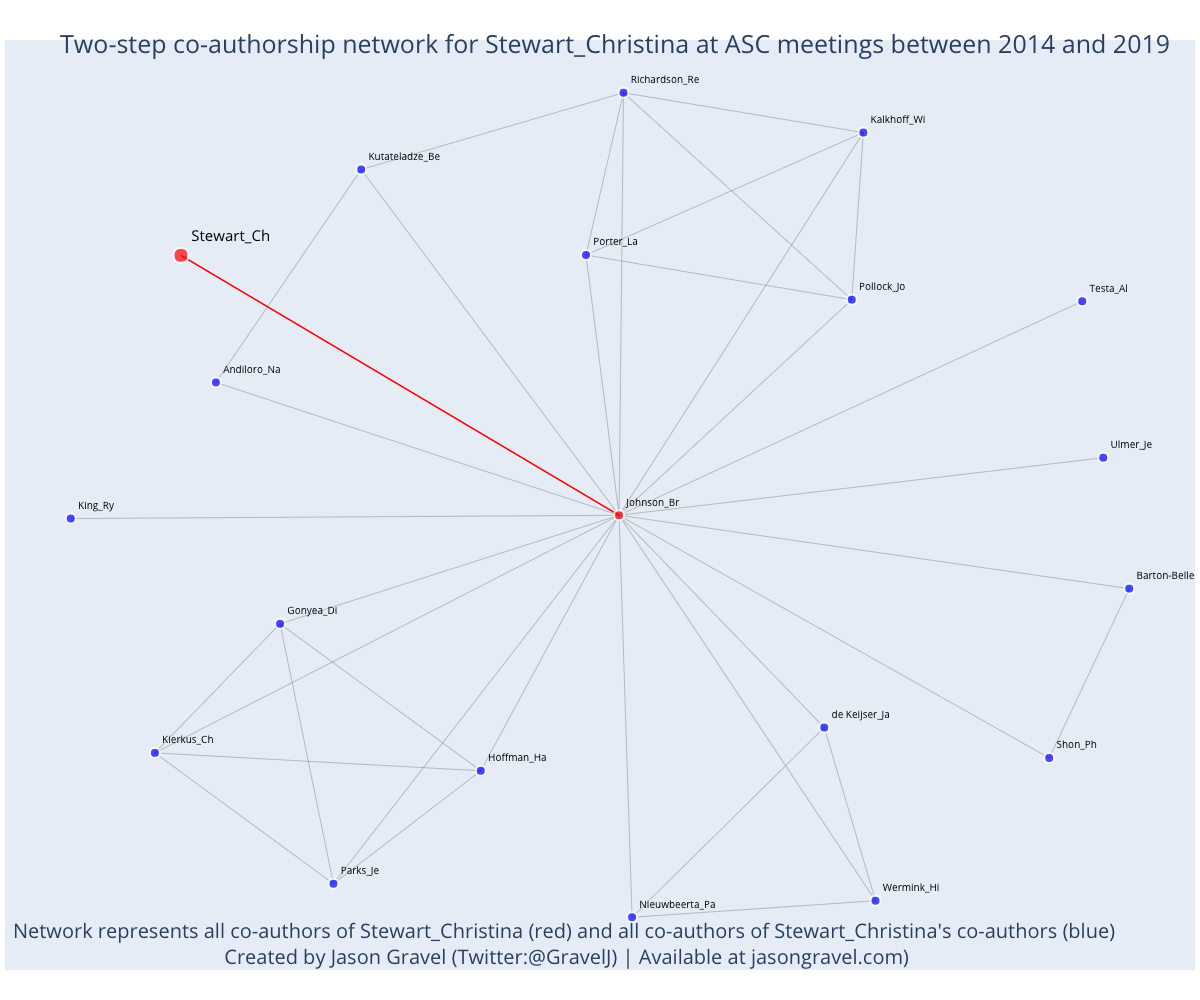 Two-step co-authorship network for Stewart_Christina at ASC meetings between 2014 and 2019
Richardson_Re
Kalkhoff_Wi
Kutateladze_Be
Stewart_Ch
Porter_La
Pollock_Jo
Testa_Al
Andiloro_Na
Ulmer_Je
King_Ry
Johnson_Br
Barton-Belle
Gonyea_Di
de Keijser_Ja
Kierkus_Ch
Hoffman_Ha
Shon_Ph
Parks_Je
Wermink_Hi
Nieuwbeerta_Pa
Network represents all co-authors of Stewart_Christina (red) and all co-authors of Stewart_Christina's co-authors (blue)
Created by Jason Gravel (Twitter:@GravelJ) | Available at jasongravel.com)